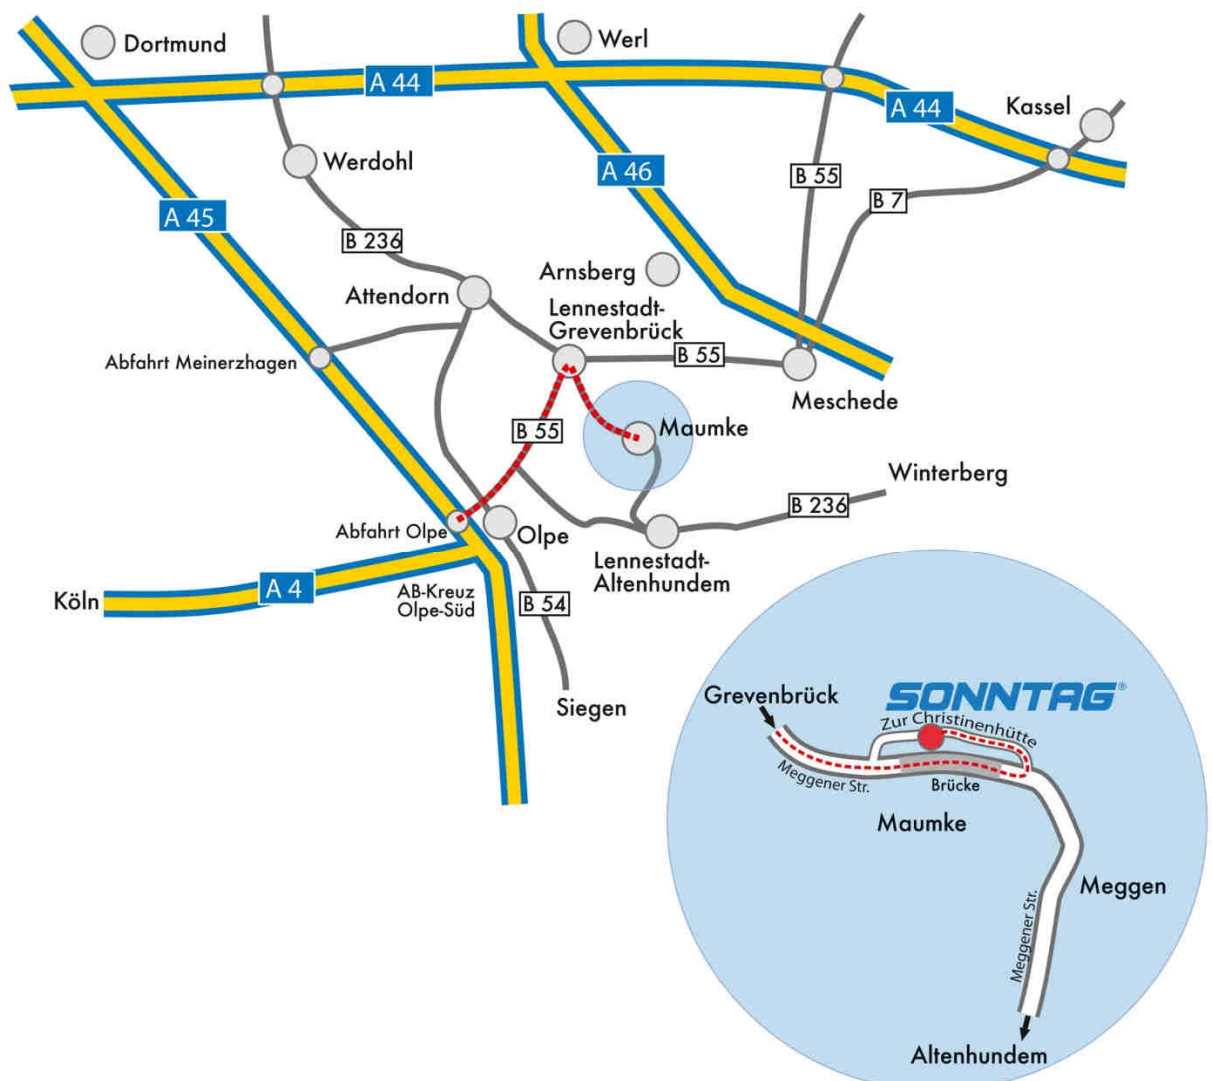 Dortmund
Werl
A 44
A 44
Kassel
Werdohl
A 46
B 55
B 7
A 45
B 236
Arnsberg
Attendorn
Lennestadt-
Grevenbrück
Abfahrt Meinerzhagen
B 55
Meschede
B 55
Maumke
Winterberg
B 236
Abfahrt Olpe
Olpe
Lennestadt-
Altenhundem
Köln
A 4
AB-Kreuz
Olpe-Süd
B 54
Siegen
Grevenbrück
SONNTAG®
Zur Christinenhütte
Meggener Str.
Brücke
Maumke
Meggen
Meggener Str.
Altenhundem